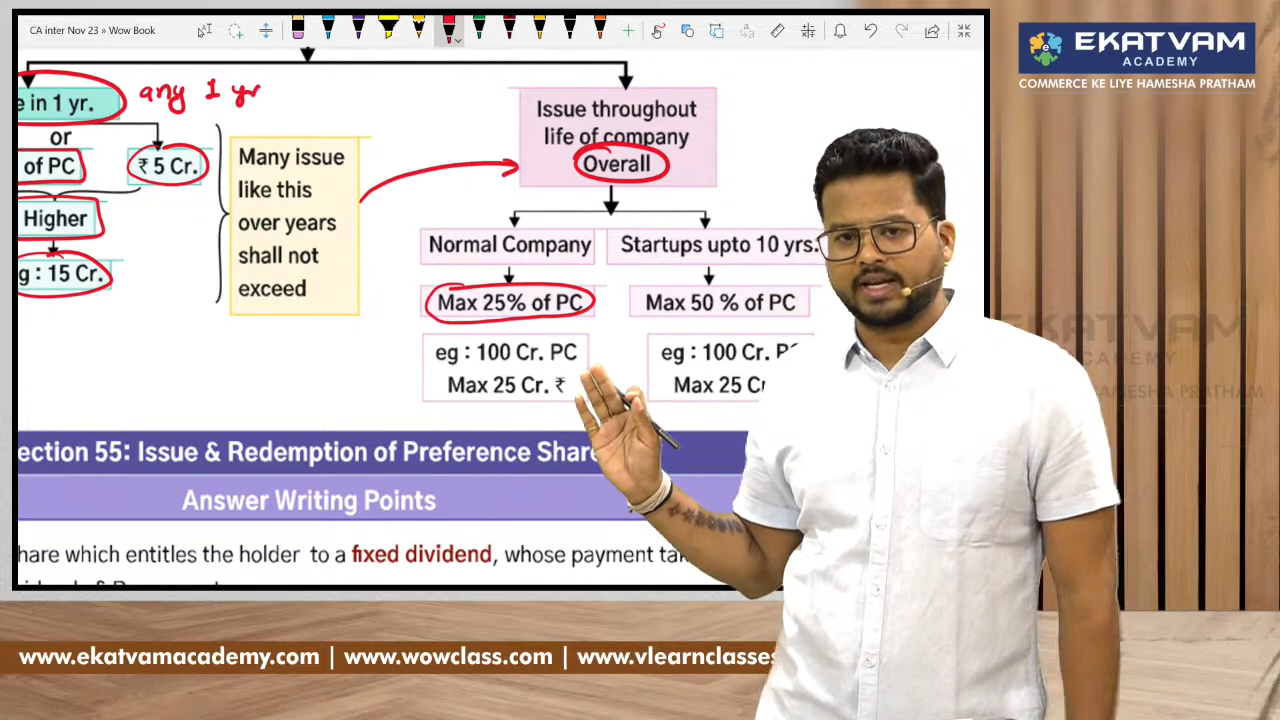 CA inter Nov 23 » Wow Book
EKATVAM
ACADEMY
COMMERCE KE LIYE HAMESHA PRATHAM
e in 1 yr.
any 1 yr
or
of PC
₹ 5 Cr.
Higher
g : 15 Cr.
Many issue
like this
over years
shall not
exceed
Issue throughout
life of company
Overall
Normal Company
Startups upto 10 yrs.
Max 25% of PC
Max 50 % of PC
eg : 100 Cr. PC
Max 25 Cr. ₹
eg : 100 Cr. PC
Max 25 Cr
EKATVAM
ACADEMY
HAMESHA PRATHAM
ection 55: Issue & Redemption of Preference Share
Answer Writing Points
hare which entitles the holder to a fixed dividend, whose payment ta
www.ekatvamacademy.com | www.wowclass.com | www.vlearnclasses